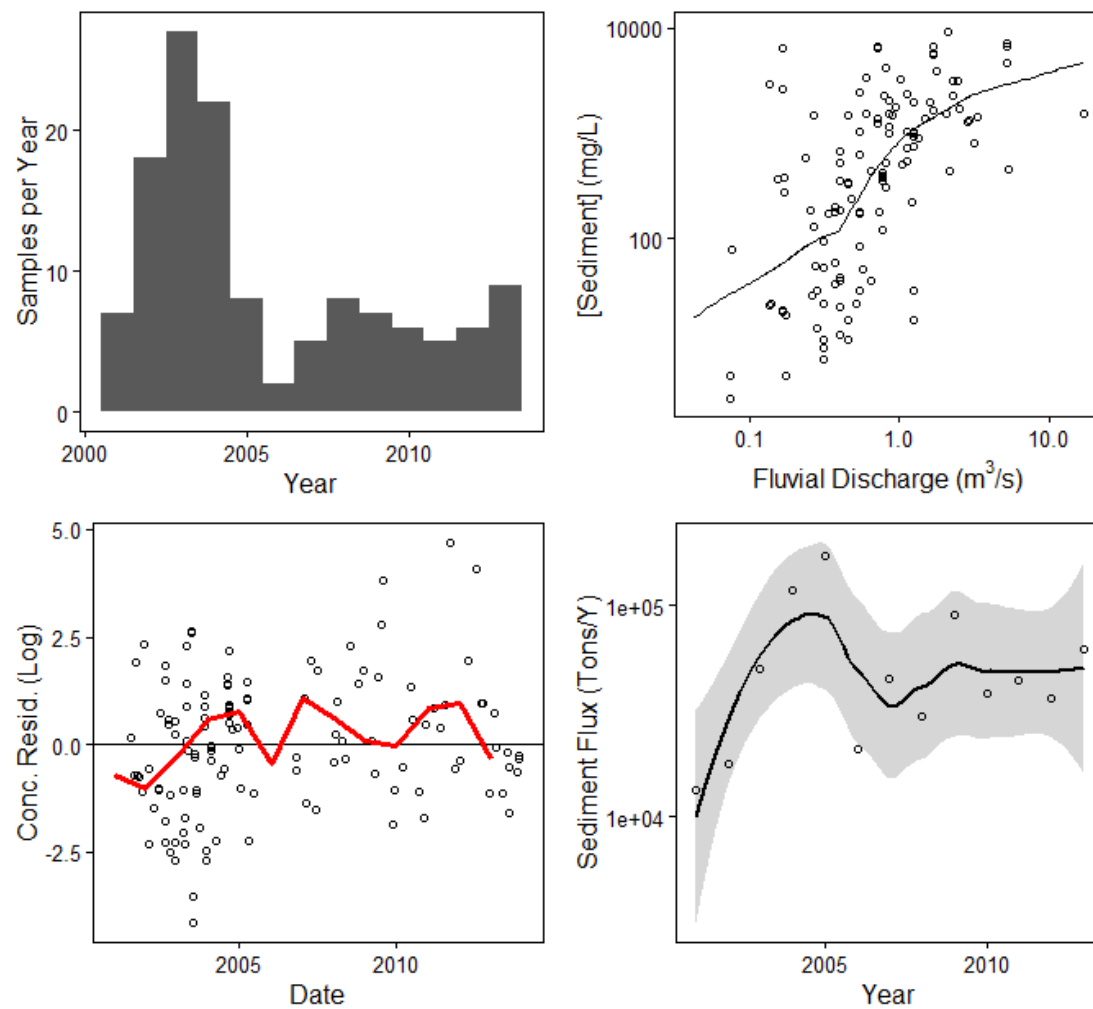 Samples per Year
20
10
0
2000
2005
2010
Year
[Sediment] (mg/L)
10000
100
0.1
1.0
10.0
Fluvial Discharge (m³/s)
Conc. Resid. (Log)
5.0
2.5
0.0
-2.5
2005
2010
Date
Sediment Flux (Tons/Y)
1e+05
1e+04
2005
2010
Year